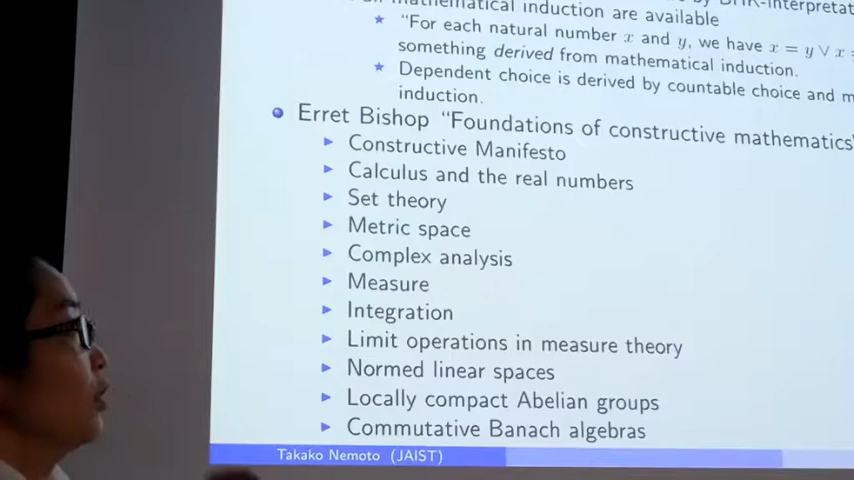 mathematical induction are available
"For each natural number x and y, we have x = y ∨ x
something derived from mathematical induction.
Dependent choice is derived by countable choice and
induction.
Erret Bishop "Foundations of constructive mathematics"
Constructive Manifesto
Calculus and the real numbers
Set theory
Metric space
Complex analysis
Measure
Integration
Limit operations in measure theory
Normed linear spaces
Locally compact Abelian groups
Commutative Banach algebras
Takako Nemoto (JAIST)